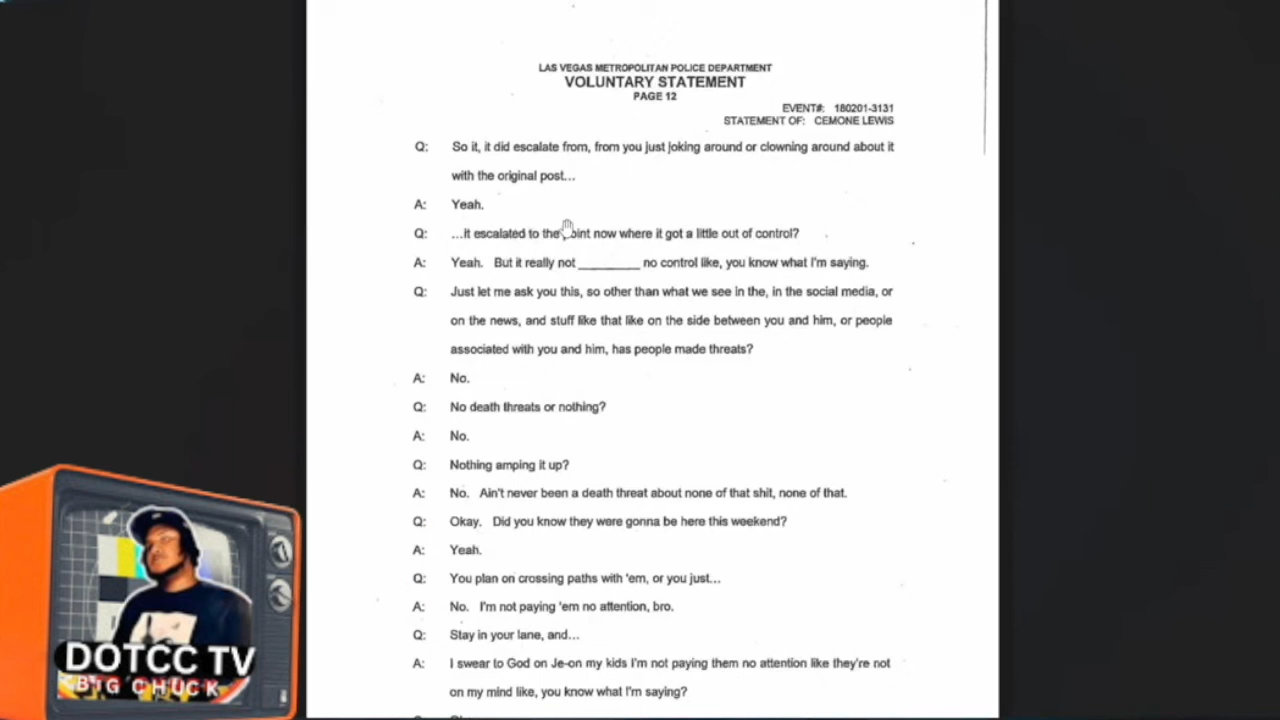 LAS VEGAS METROPOLITAN POLICE DEPARTMENT
VOLUNTARY STATEMENT
PAGE 12
EVENT#: 180201-3131
STATEMENT OF: CEMONE LEWIS
Q: So it, it did escalate from, from you just joking around or clowning around about it
with the original post...
A: Yeah.
Q: ...it escalated to the point now where it got a little out of control?
A: Yeah. But it really not ________ no control like, you know what I'm saying.
Q: Just let me ask you this, so other than what we see in the, in the social media, or
on the news, and stuff like that like on the side between you and him, or people
associated with you and him, has people made threats?
A: No.
Q: No death threats or nothing?
A: No.
Q: Nothing amping it up?
A: No. Ain't never been a death threat about none of that shit, none of that.
Q: Okay. Did you know they were gonna be here this weekend?
A: Yeah.
Q: You plan on crossing paths with 'em, or you just...
A: No. I'm not paying 'em no attention, bro.
Q: Stay in your lane, and...
A: I swear to God on Je-on my kids I'm not paying them no attention like they're not
on my mind like, you know what I'm saying?
DOTCC TV
BIG CHUCK